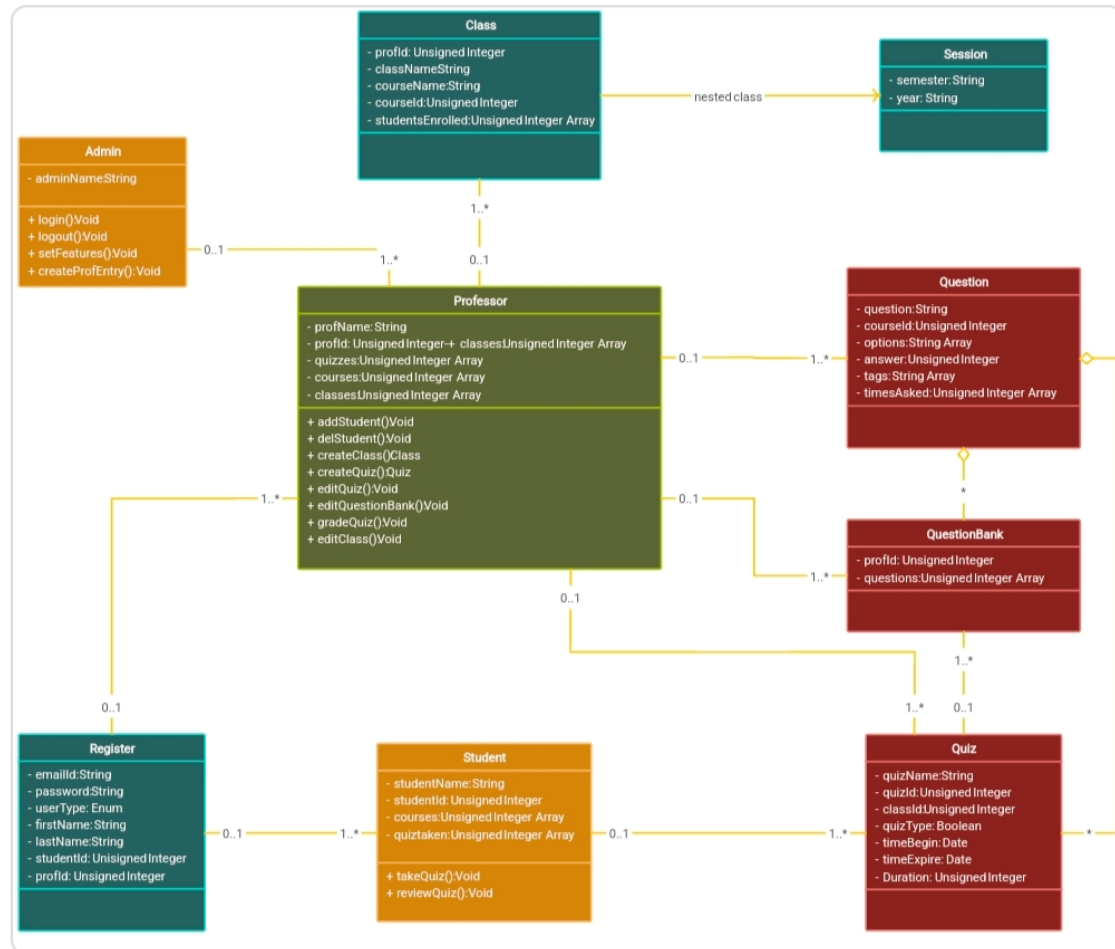 Class
- profId: Unsigned Integer
- classNameString
- courseName:String
- courseId:Unsigned Integer
- studentsEnrolled:Unsigned Integer Array
nested class
Session
- semester:String
- year: String
Admin
- adminName:String
+ login():Void
+ logout():Void
+ setFeatures():Void
+ createProfEntry(): Void
0..1
1..*
1..*
0..1
Professor
- profName: String
- profId: Unsigned Integer-+ classes:Unsigned Integer Array
- quizzes:Unsigned Integer Array
- courses:Unsigned Integer Array
- classes:Unsigned Integer Array
+ addStudent():Void
+ delStudent():Void
+ createClass():Class
+ createQuiz():Quiz
+ editQuiz():Void
+ editQuestionBank():Void
+ gradeQuiz():Void
+ editClass():Void
0..1
1..*
Question
- question:String
- courseId:Unsigned Integer
- options:String Array
- answer:Unsigned Integer
- tags:String Array
- timesAsked:Unsigned Integer Array
*
0..1
1..*
QuestionBank
- profId: Unsigned Integer
- questions:Unsigned Integer Array
1..*
0..1
0..1
1..*
1..*
0..1
Register
- emailId:String
- password:String
- userType: Enum
- firstName:String
- lastName:String
- studentId: Unisigned Integer
- profId: Unsigned Integer
0..1
1..*
Student
- studentName:String
- studentId: Unsigned Integer
- courses:Unsigned Integer Array
- quiztaken:Unsigned Integer Array
+ takeQuiz():Void
+ reviewQuiz():Void
0..1
1..*
Quiz
- quizName:String
- quizId:Unsigned Integer
- classId:Unsigned Integer
- quizType: Boolean
- timeBegin: Date
- timeExpire: Date
- Duration: Unsigned Integer
*